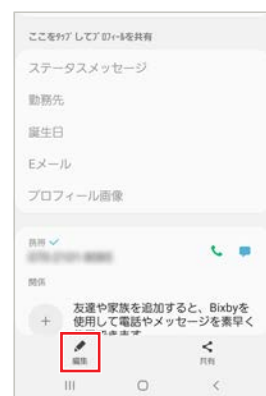 ここをﾀｯﾌﾟしてﾌﾟﾛﾌｨｰﾙを共有
ステータスメッセージ
勤務先
誕生日
Eメール
プロフィール画像
携帯
関係
友達や家族を追加すると、Bixbyを
使用して電話やメッセージを素早く
編集
共有